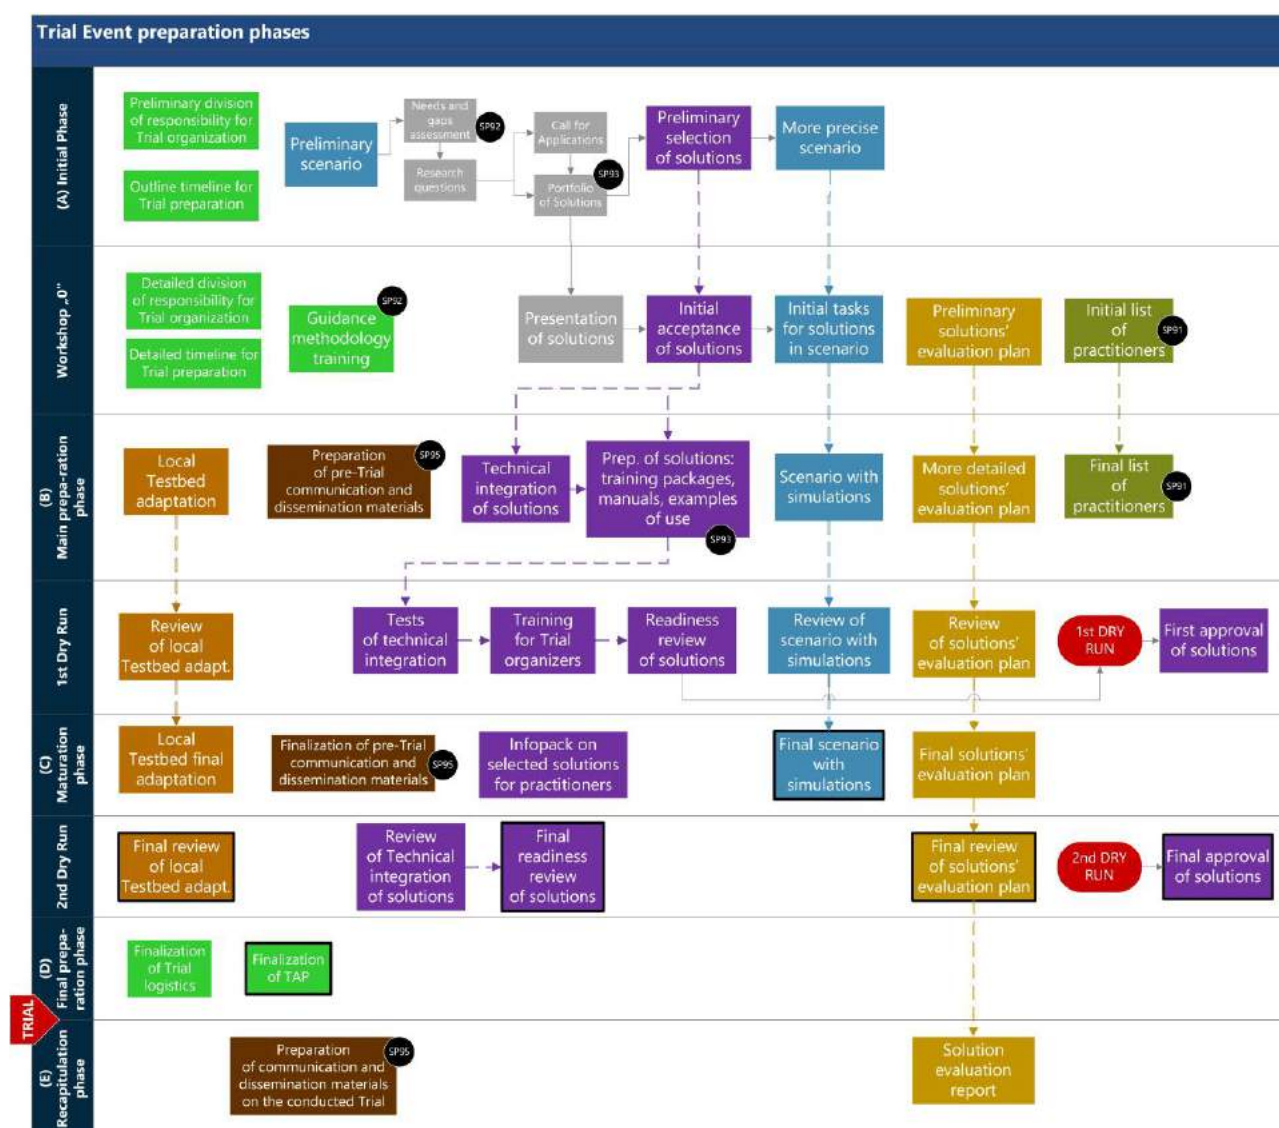 Trial Event preparation phases
(A) Initial Phase
Preliminary division
of responsibility for
Trial organization
Outline timeline for
Trial preparation
Preliminary
scenario
Needs and
gaps
assessment
SP92
Research
questions
Call for
Applications
Portfolio
of Solutions
SP93
Preliminary
selection
of solutions
More precise
scenario
Workshop „0"
Detailed division
of responsibility for
Trial organization
Detailed timeline for
Trial preparation
Guidance
methodology
training
SP92
Presentation
of solutions
Initial
acceptance
of solutions
Initial tasks
for solutions
in scenario
Preliminary
solutions'
evaluation plan
Initial list
of
practitioners
SP91
(B)
Main prepa-ration
phase
Local
Testbed
adaptation
Preparation
of pre-Trial
communication and
dissemination materials
SP95
Technical
integration
of solutions
Prep. of solutions:
training packages,
manuals, examples
of use
SP93
Scenario with
simulations
More detailed
solutions'
evaluation plan
Final list
of
practitioners
SP91
1st Dry Run
Review
of local
Testbed adapt.
Tests
of technical
integration
Training
for Trial
organizers
Readiness
review
of solutions
Review of
scenario with
simulations
Review
of solutions'
evaluation plan
1st DRY
RUN
First approval
of solutions
(C)
Maturation
phase
Local
Testbed final
adaptation
Finalization of pre-Trial
communication and
dissemination materials
SP95
Infopack on
selected solutions
for practitioners
Final scenario
with
simulations
Final solutions'
evaluation plan
2nd Dry Run
Final review
of local
Testbed adapt.
Review
of Technical
integration
of solutions
Final
readiness
review
of solutions
Final review
of solutions'
evaluation plan
2nd DRY
RUN
Final approval
of solutions
(D)
Final prepa-
ration phase
Finalization
of Trial
logistics
Finalization
of TAP
TRIAL
(E)
Recapitulation
phase
Preparation
of communication and
dissemination materials
on the conducted Trial
SP95
Solution
evaluation
report